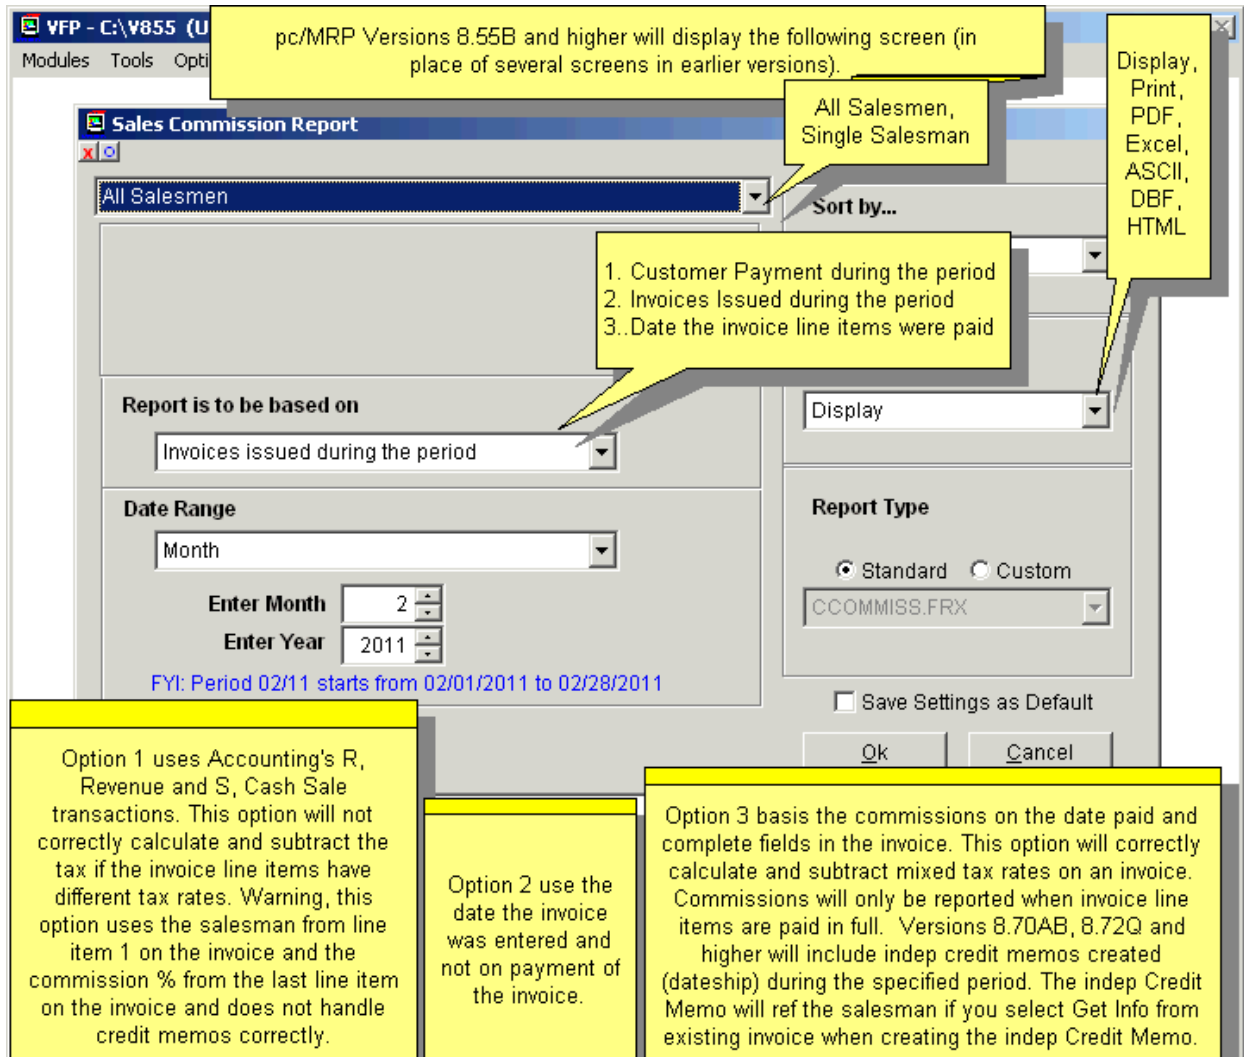 VFP - C:\V855 (U
pc/MRP Versions 8.55B and higher will display the following screen (in
place of several screens in earlier versions).
Modules Tools Opti
Display,
Print,
PDF,
Excel,
ASCII,
DBF,
HTML
All Salesmen,
Single Salesman
Sales Commission Report
All Salesmen
Sort by...
1. Customer Payment during the period
2. Invoices Issued during the period
3..Date the invoice line items were paid
Report is to be based on
Invoices issued during the period
Display
Date Range
Month
Enter Month 2
Enter Year 2011
FYI: Period 02/11 starts from 02/01/2011 to 02/28/2011
Report Type
Standard Custom
CCOMMISS.FRX
Save Settings as Default
Ok Cancel
Option 1 uses Accounting's R,
Revenue and S, Cash Sale
transactions. This option will not
correctly calculate and subtract the
tax if the invoice line items have
different tax rates. Warning, this
option uses the salesman from line
item 1 on the invoice and the
commission % from the last line item
on the invoice and does not handle
credit memos correctly.
Option 2 use the
date the invoice
was entered and
not on payment of
the invoice.
Option 3 basis the commissions on the date paid and
complete fields in the invoice. This option will correctly
calculate and subtract mixed tax rates on an invoice.
Commissions will only be reported when invoice line
items are paid in full. Versions 8.70AB, 8.72Q and
higher will include indep credit memos created
(dateship) during the specified period. The indep Credit
Memo will ref the salesman if you select Get Info from
existing invoice when creating the indep Credit Memo.